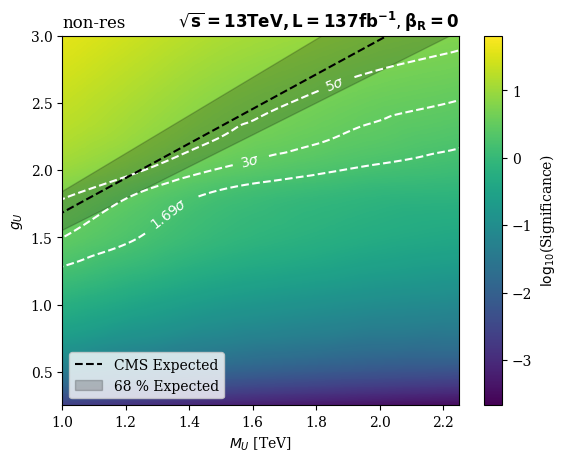 non-res √s = 13TeV, L = 137fb⁻¹, β_R = 0
3.0
2.5
2.0
1.5
1.0
0.5
g_U
5σ
3σ
1.69σ
CMS Expected
68 % Expected
1.0 1.2 1.4 1.6 1.8 2.0 2.2
M_U [TeV]
1
0
−1
−2
−3
log₁₀(Significance)